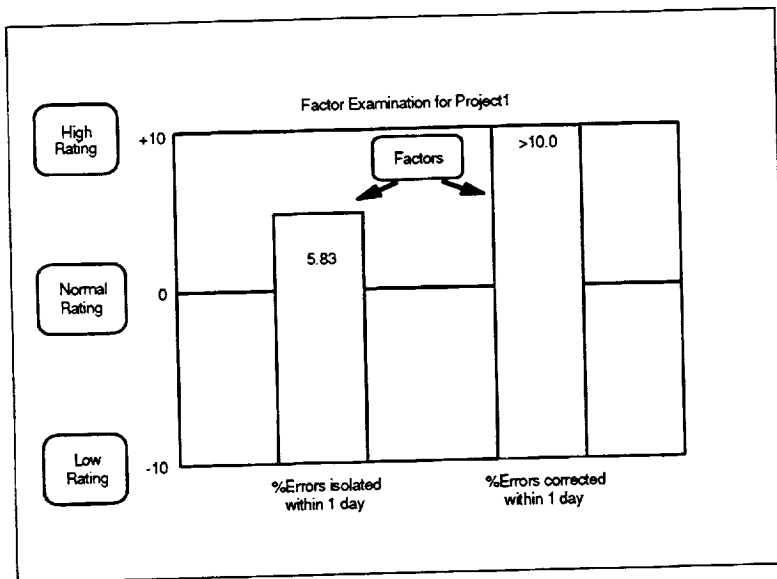 Factor Examination for Project1
High
Rating
+10
Factors
>10.0
5.83
Normal
Rating
0
Low
Rating
-10
%Errors isolated
within 1 day
%Errors corrected
within 1 day